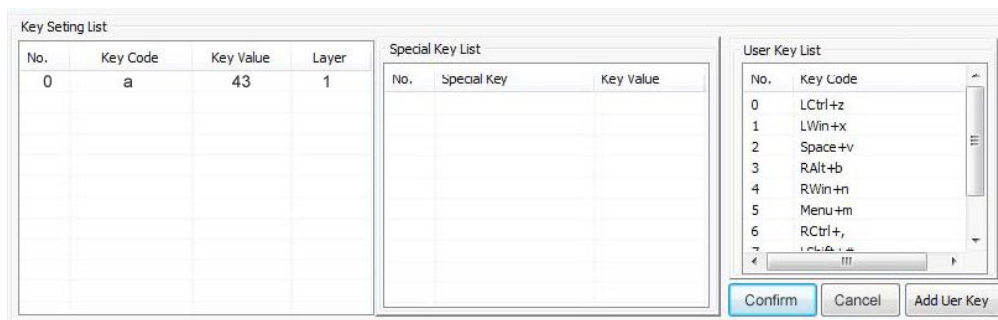 Key Seting List
No. Key Code Key Value Layer
0 a 43 1
Special Key List
No. Special Key Key Value
User Key List
No. Key Code
0 LCtrl+z
1 LWin+x
2 Space+v
3 RAlt+b
4 RWin+n
5 Menu+m
6 RCtrl+,
Confirm Cancel Add Uer Key